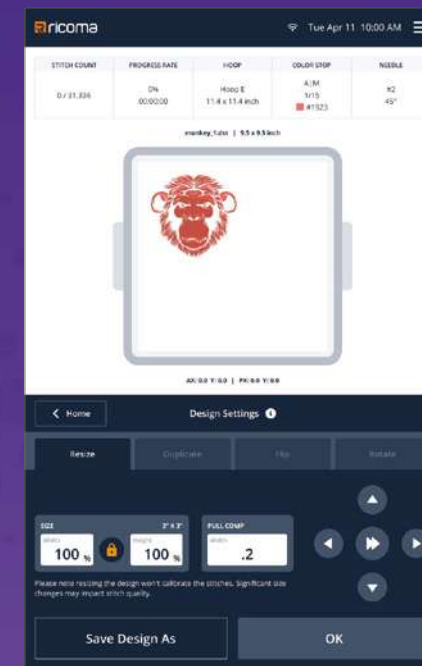 ricoma
Tue Apr 11 10:00 AM
STITCH COUNT PROGRESS RATE HOOP COLOR STOP NEEDLE
0 / 31,336 0% Hoop E A|M #2
00:00:00 11.4 x 11.4 inch 1/15 45°
#1923
9.5 x 9.5 inch
AX: 0.0 Y: 0.0 | PX: 0.0 Y: 0.0
Home Design Settings
Resize Duplicate Flip Rotate
SIZE 3" X 3" PULL COMP
Width Height Width
100 % 100 % .2
Please note resizing the design won't calibrate the stitches. Significant size
changes may impact stitch quality.
Save Design As OK